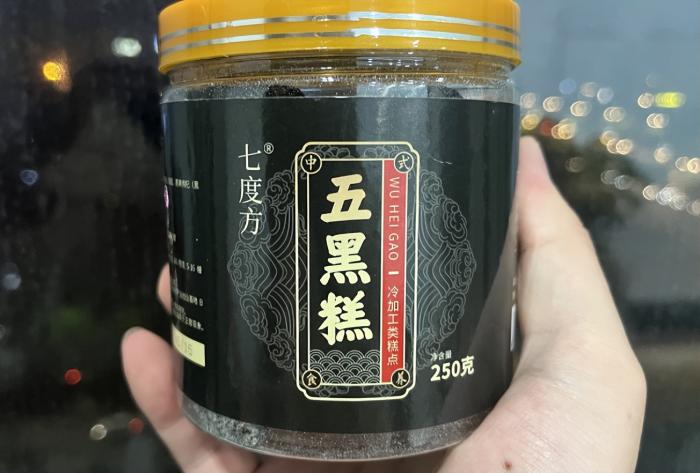 七度方®
中式
五黑糕
WU HEI GAO
冷加工类糕点
食养
净含量
250克